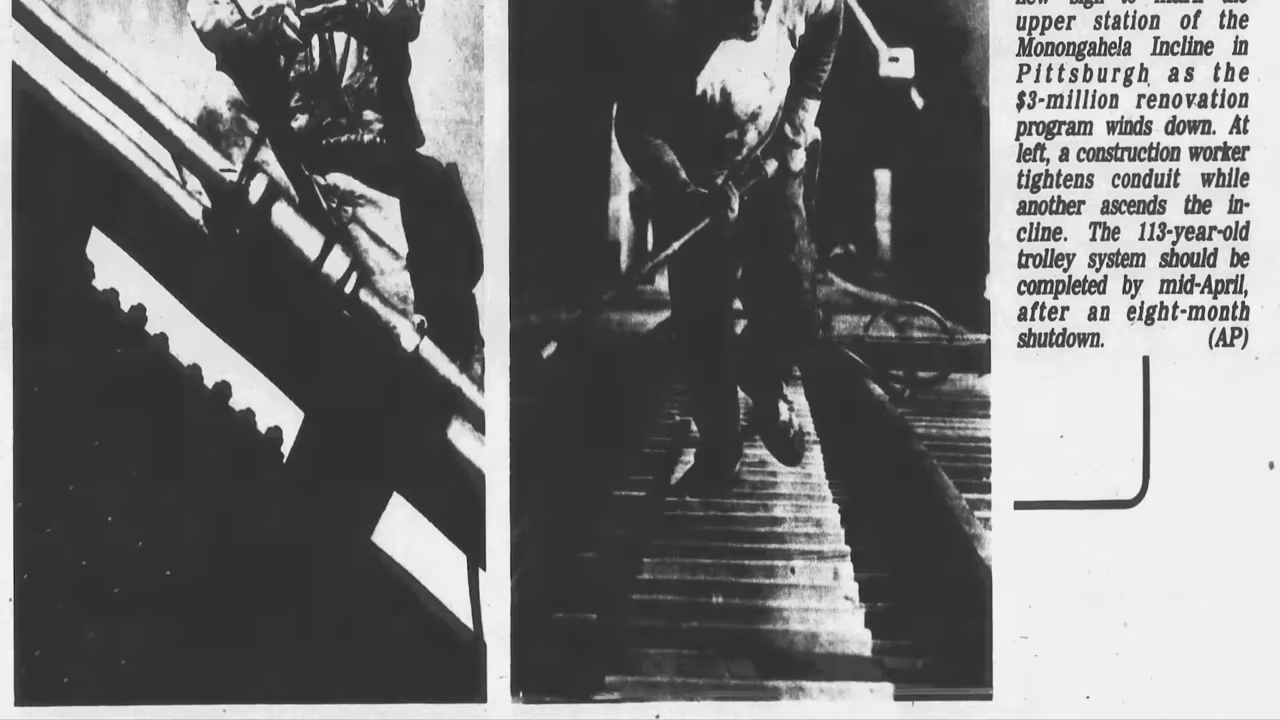 upper station of the
Monongahela Incline in
Pittsburgh as the
$3-million renovation
program winds down. At
left, a construction worker
tightens conduit while
another ascends the in-
cline. The 113-year-old
trolley system should be
completed by mid-April,
after an eight-month
shutdown. (AP)